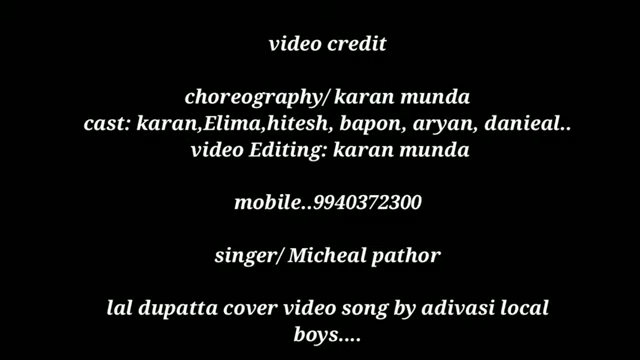 video credit
choreography/ karan munda
cast: karan,Elima,hitesh, bapon, aryan, danieal..
video Editing: karan munda
mobile..9940372300
singer/ Micheal pathor
lal dupatta cover video song by adivasi local
boys....